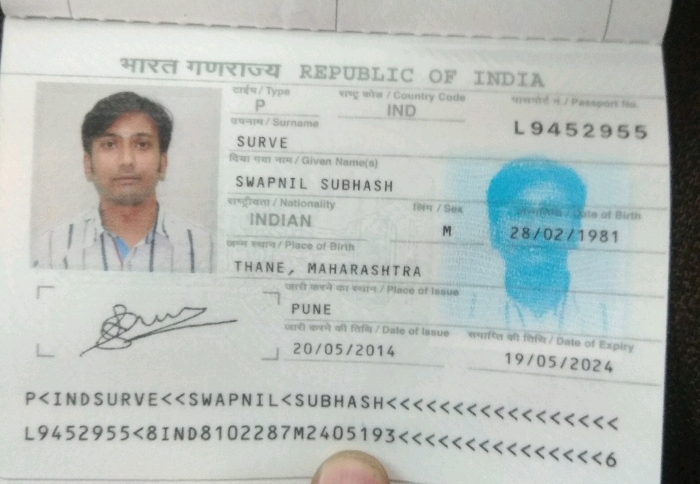 भारत गणराज्य REPUBLIC OF INDIA
टाईप / Type राष्ट्र कोड / Country Code पासपोर्ट नं. / Passport No.
P IND L9452955
उपनाम / Surname
SURVE
दिया गया नाम / Given Name(s)
SWAPNIL SUBHASH
राष्ट्रीयता / Nationality लिंग / Sex Date of Birth
INDIAN M 28/02/1981
जन्म स्थान / Place of Birth
THANE, MAHARASHTRA
जारी करने का स्थान / Place of Issue
PUNE
जारी करने की तिथि / Date of Issue समाप्ति की तिथि / Date of Expiry
20/05/2014 19/05/2024
P<INDSURVE<<SWAPNIL<SUBHASH<<<<<<<<<<<<<<<<<
L9452955<8IND8102287M2405193<<<<<<<<<<<<<<<6